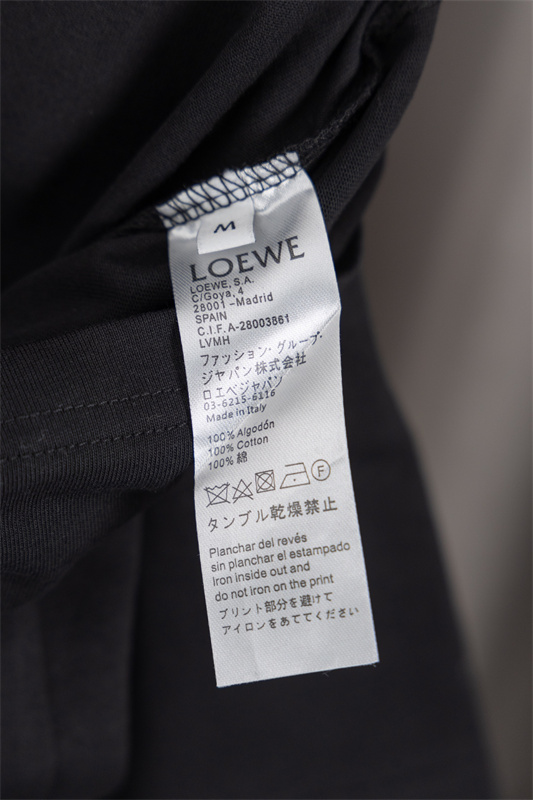 M
LOEWE
LOEWE, S.A.
C/Goya, 4
28001-Madrid
SPAIN
C.I.F.A-28003861
LVMH
ファッション・グループ・
ジャパン株式会社
ロエベジャパン
03-6215-6116
Made in Italy
100% Algodón
100% Cotton
100% 綿
F
タンブル乾燥禁止
Planchar del revés
sin planchar el estampado
Iron inside out and
do not iron on the print
プリント部分を避けて
アイロンをあててください